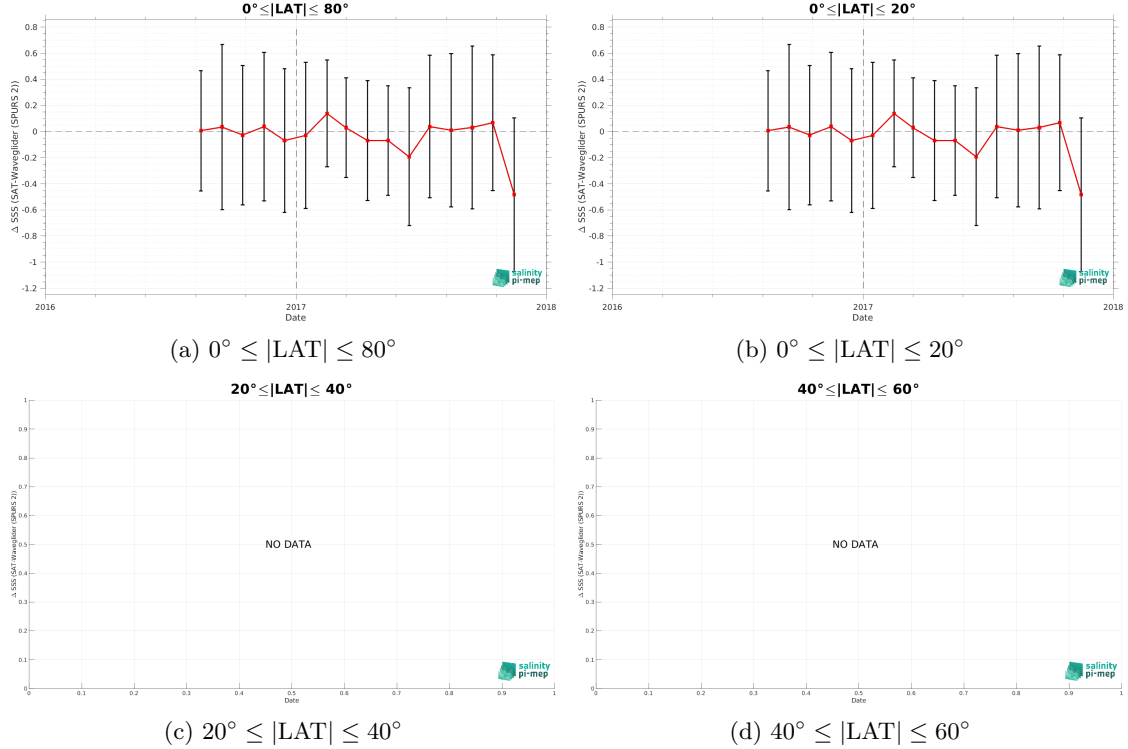 0°≤|LAT|≤ 80°
Δ SSS (SAT-Waveglider (SPURS 2))
0.8
0.6
0.4
0.2
0
-0.2
-0.4
-0.6
-0.8
-1
-1.2
2016
2017
2018
Date
salinity
pi-mep
(a) 0° ≤ |LAT| ≤ 80°
0°≤|LAT|≤ 20°
Δ SSS (SAT-Waveglider (SPURS 2))
0.8
0.6
0.4
0.2
0
-0.2
-0.4
-0.6
-0.8
-1
-1.2
2016
2017
2018
Date
salinity
pi-mep
(b) 0° ≤ |LAT| ≤ 20°
20°≤|LAT|≤ 40°
Δ SSS (SAT-Waveglider (SPURS 2))
1
0.9
0.8
0.7
0.6
0.5
0.4
0.3
0.2
0.1
0
NO DATA
0 0.1 0.2 0.3 0.4 0.5 0.6 0.7 0.8 0.9 1
Date
salinity
pi-mep
(c) 20° ≤ |LAT| ≤ 40°
40°≤|LAT|≤ 60°
Δ SSS (SAT-Waveglider (SPURS 2))
1
0.9
0.8
0.7
0.6
0.5
0.4
0.3
0.2
0.1
0
NO DATA
0 0.1 0.2 0.3 0.4 0.5 0.6 0.7 0.8 0.9 1
Date
salinity
pi-mep
(d) 40° ≤ |LAT| ≤ 60°